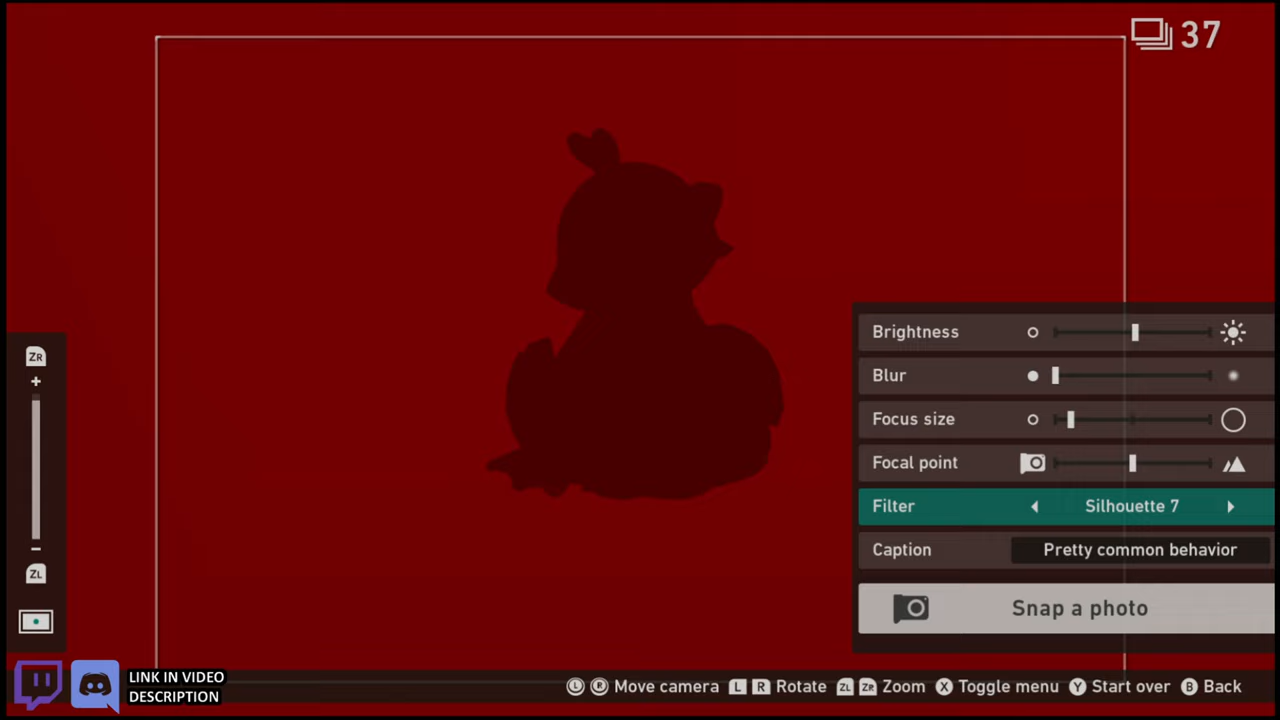 37
Brightness
Blur
Focus size
Focal point
Filter Silhouette 7
Caption Pretty common behavior
Snap a photo
ZR
+
-
ZL
LINK IN VIDEO
DESCRIPTION
L R Move camera L R Rotate ZL ZR Zoom X Toggle menu Y Start over B Back